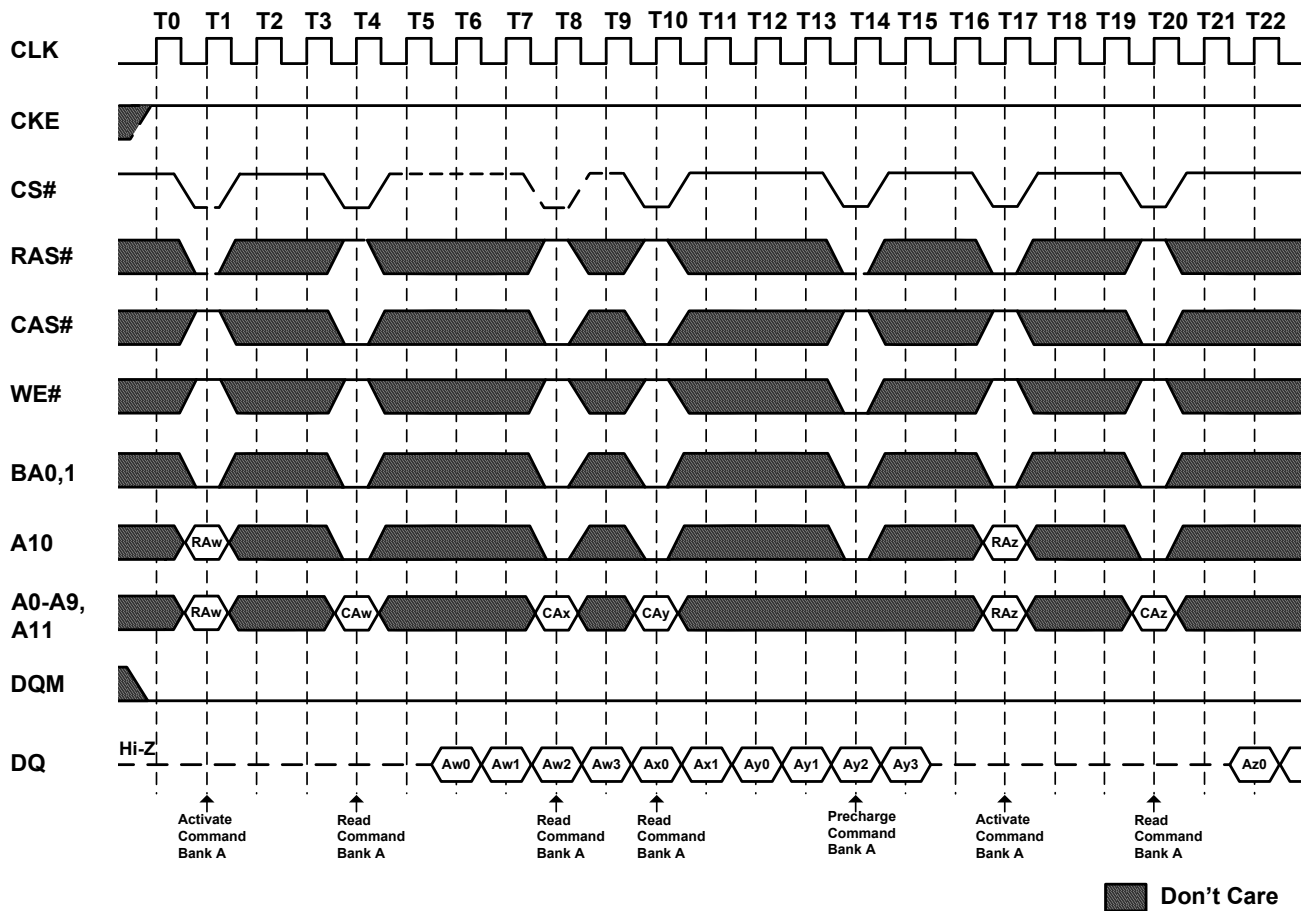 T0 T1 T2 T3 T4 T5 T6 T7 T8 T9 T10 T11 T12 T13 T14 T15 T16 T17 T18 T19 T20 T21 T22
CLK
CKE
CS#
RAS#
CAS#
WE#
BA0,1
A10
RAw
RAz
A0-A9,
A11
RAw
CAw
CAx
CAy
RAz
CAz
DQM
DQ
Hi-Z
Aw0
Aw1
Aw2
Aw3
Ax0
Ax1
Ay0
Ay1
Ay2
Ay3
Az0
Activate
Command
Bank A
Read
Command
Bank A
Read
Command
Bank A
Read
Command
Bank A
Precharge
Command
Bank A
Activate
Command
Bank A
Read
Command
Bank A
Don't Care